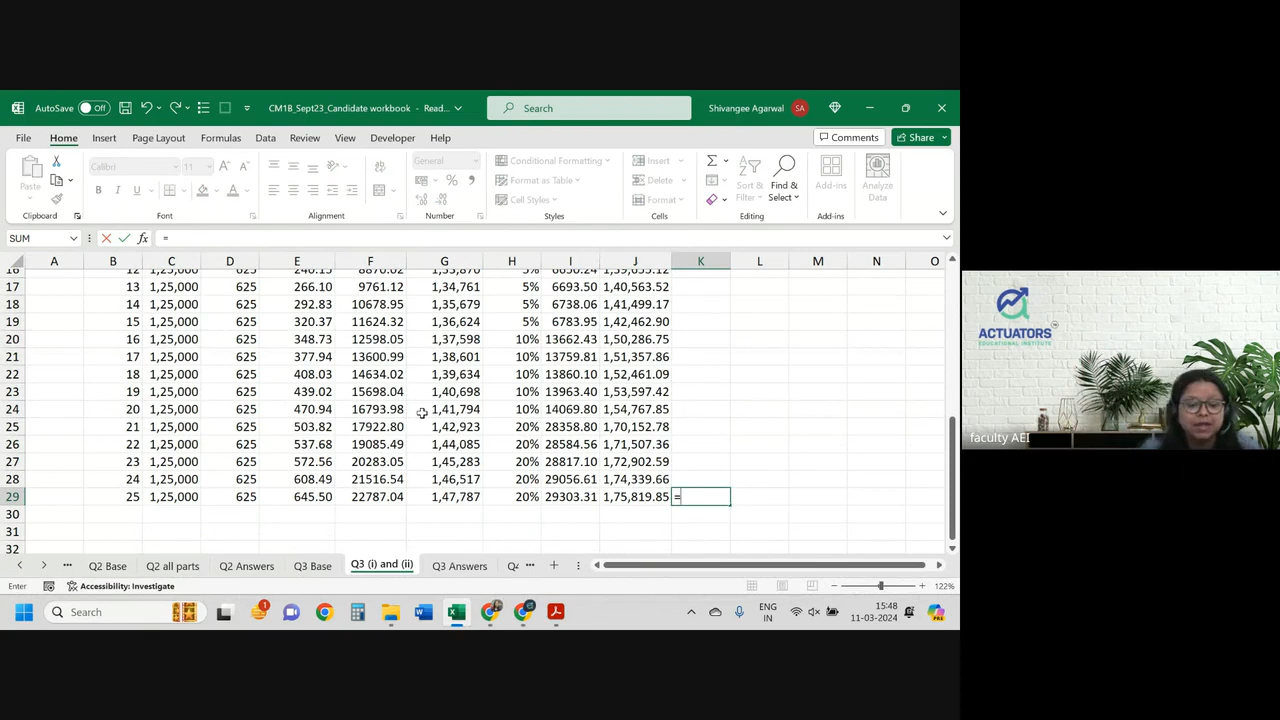 AutoSave Off CM1B_Sept23_Candidate workbook - Read... Search Shivangee Agarwal SA
File Home Insert Page Layout Formulas Data Review View Developer Help Comments Share
Paste Calibri 11 A A General Conditional Formatting Insert Sort & Filter Find & Select Add-ins Analyze Data
B I U Format as Table Delete
Cell Styles Format
Clipboard Font Alignment Number Styles Cells Editing Add-ins
SUM fx =
A B C D E F G H I J K L M N O
17 13 1,25,000 625 266.10 9761.12 1,34,761 5% 6693.50 1,40,563.52
18 14 1,25,000 625 292.83 10678.95 1,35,679 5% 6738.06 1,41,499.17
19 15 1,25,000 625 320.37 11624.32 1,36,624 5% 6783.95 1,42,462.90
20 16 1,25,000 625 348.73 12598.05 1,37,598 10% 13662.43 1,50,286.75
21 17 1,25,000 625 377.94 13600.99 1,38,601 10% 13759.81 1,51,357.86
22 18 1,25,000 625 408.03 14634.02 1,39,634 10% 13860.10 1,52,461.09
23 19 1,25,000 625 439.02 15698.04 1,40,698 10% 13963.40 1,53,597.42
24 20 1,25,000 625 470.94 16793.98 1,41,794 10% 14069.80 1,54,767.85
25 21 1,25,000 625 503.82 17922.80 1,42,923 20% 28358.80 1,70,152.78
26 22 1,25,000 625 537.68 19085.49 1,44,085 20% 28584.56 1,71,507.36
27 23 1,25,000 625 572.56 20283.05 1,45,283 20% 28817.10 1,72,902.59
28 24 1,25,000 625 608.49 21516.54 1,46,517 20% 29056.61 1,74,339.66
29 25 1,25,000 625 645.50 22787.04 1,47,787 20% 29303.31 1,75,819.85 =
30
31
32
Q2 Base Q2 all parts Q2 Answers Q3 Base Q3 (i) and (ii) Q3 Answers
Enter Accessibility: Investigate 122%
Search ENG IN 15:48 11-03-2024
ACTUATORS
EDUCATIONAL INSTITUTE
faculty AEI